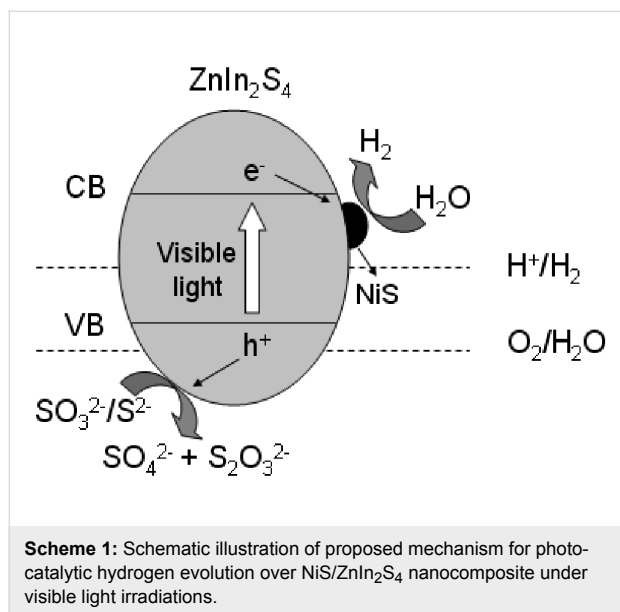 ZnIn₂S₄
H₂
e⁻
CB
H₂O
Visible
light
H⁺/H₂
NiS
VB
O₂/H₂O
h⁺
SO₃²⁻/S²⁻
SO₄²⁻ + S₂O₃²⁻
Scheme 1: Schematic illustration of proposed mechanism for photo-
catalytic hydrogen evolution over NiS/ZnIn₂S₄ nanocomposite under
visible light irradiations.